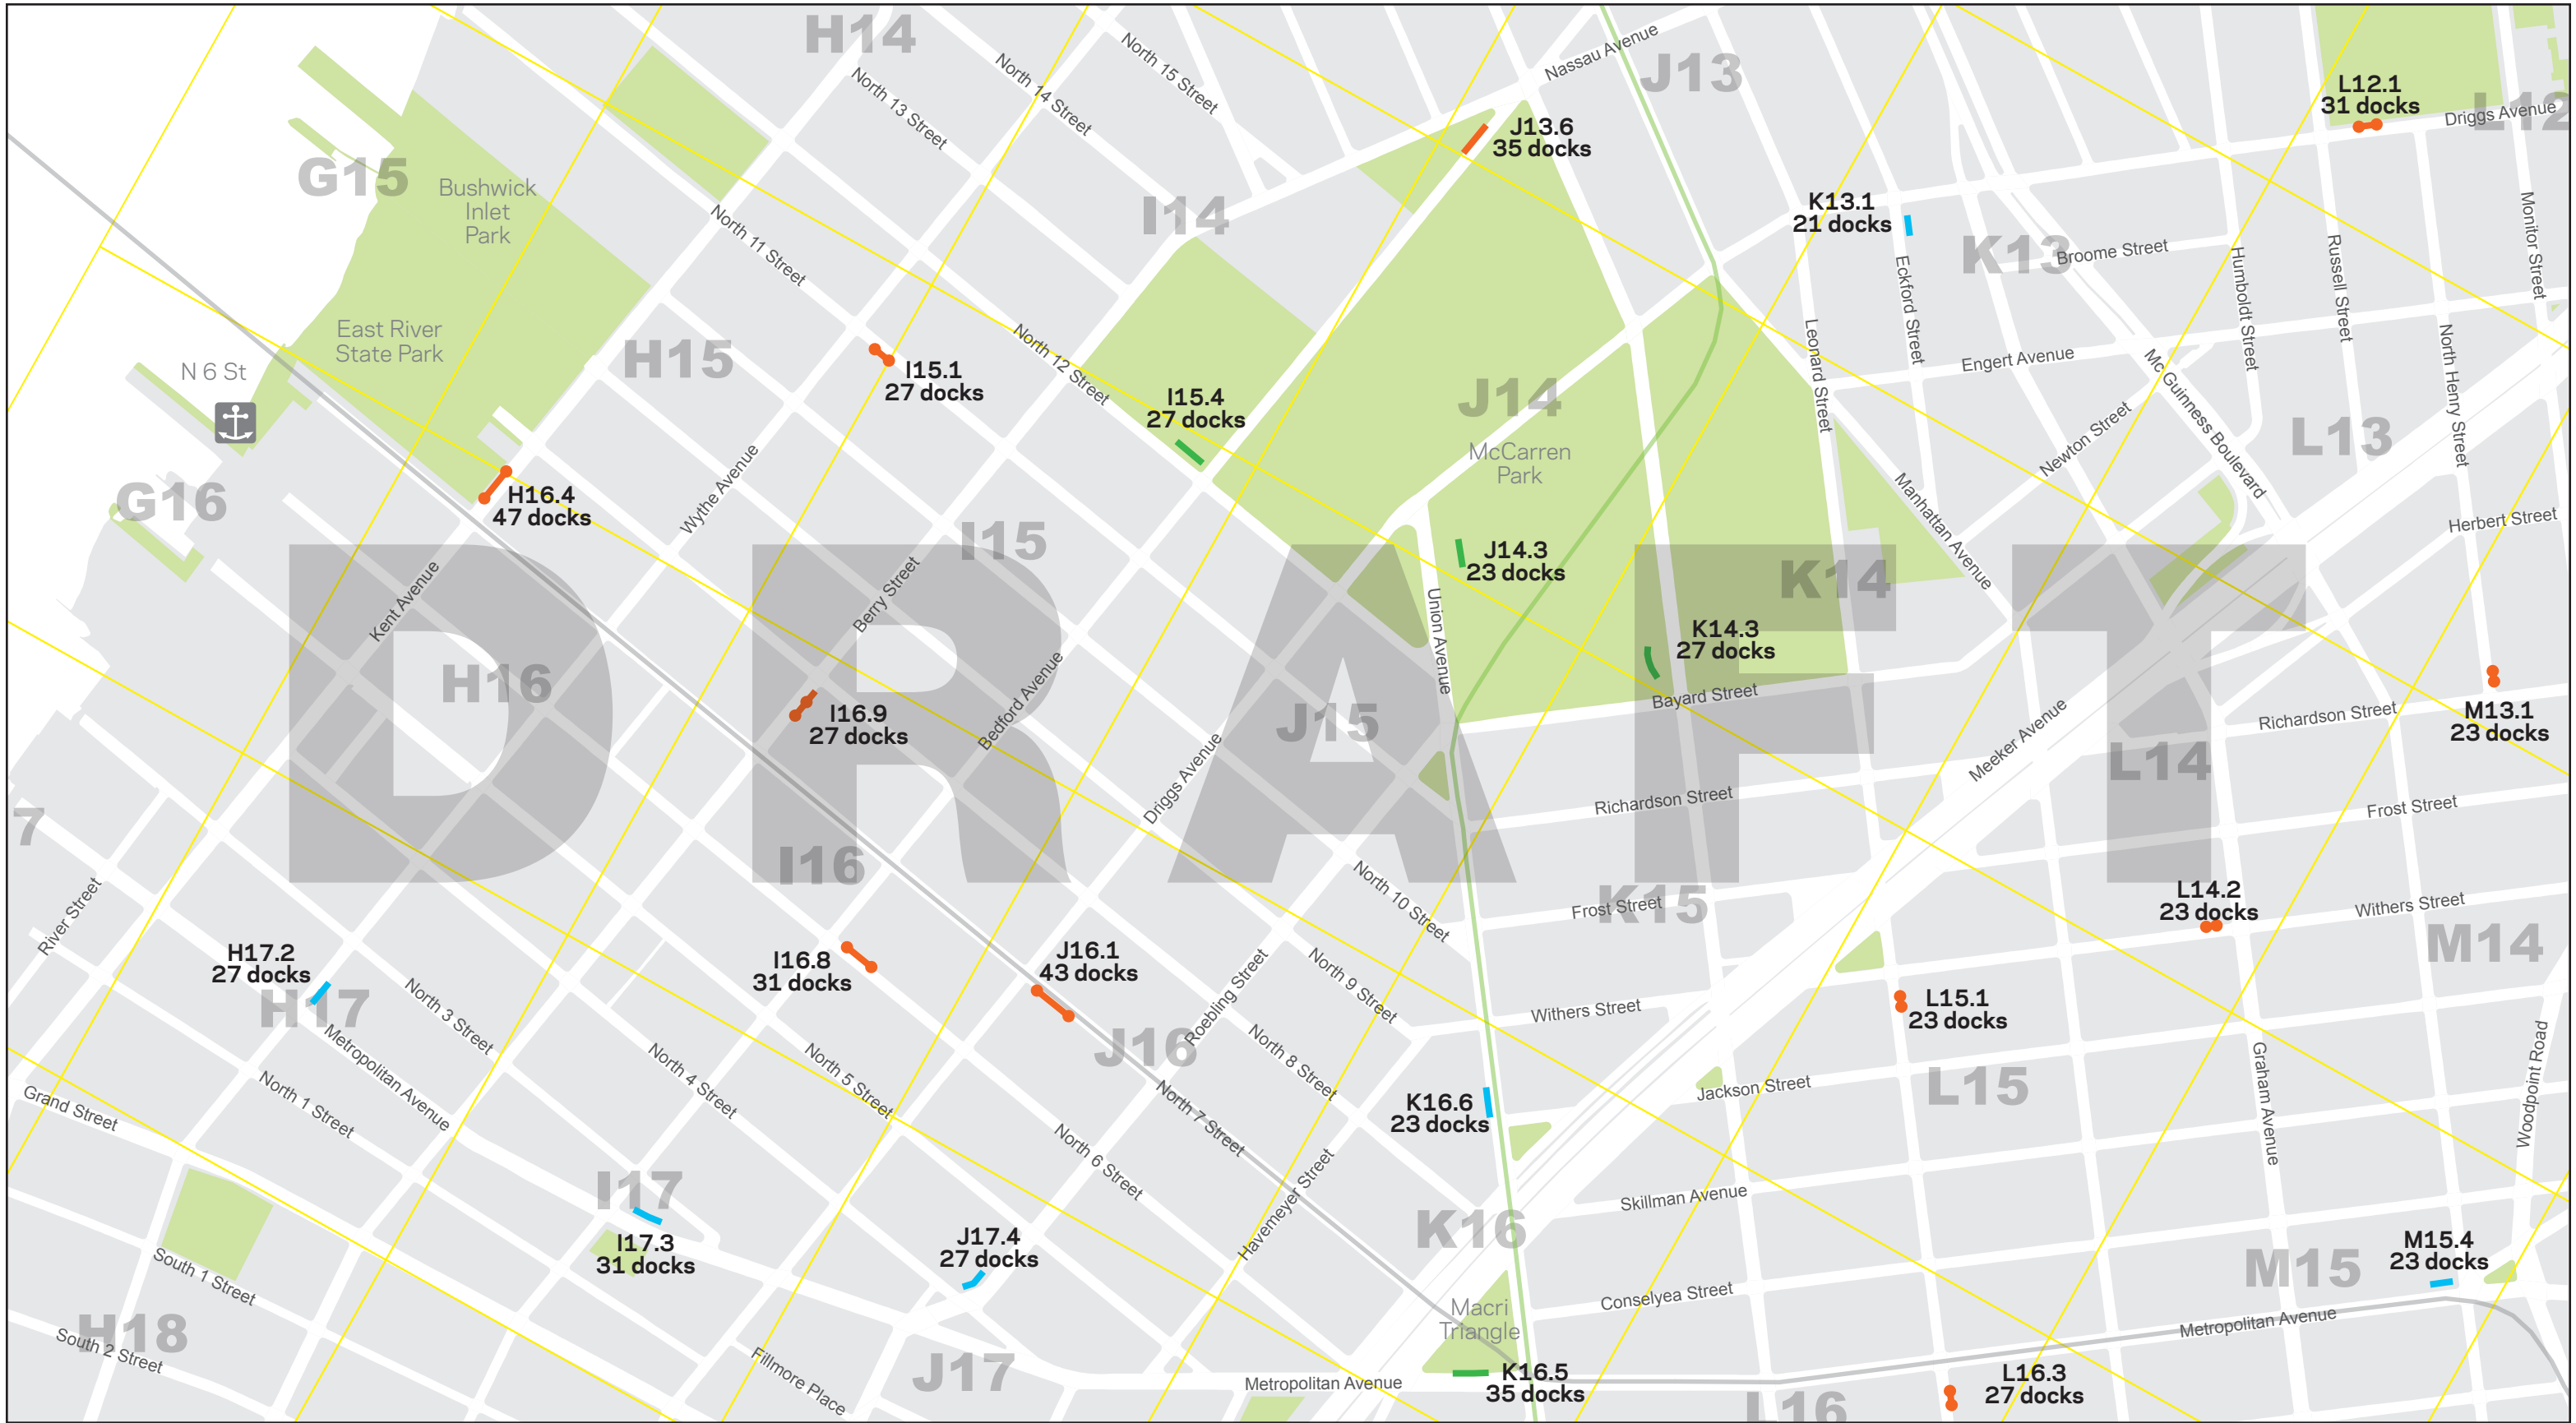 H14
North 15 Street
North 14 Street
North 13 Street
Nassau Avenue
J13
L12.1
31 docks
Driggs Avenue
L12
J13.6
35 docks
G15
Bushwick
Inlet
Park
I14
K13.1
21 docks
K13
Broome Street
Eckford Street
Humboldt Street
Russell Street
Monitor Street
North 11 Street
East River
State Park
N 6 St
H15
I15.1
27 docks
North 12 Street
I15.4
27 docks
J14
McCarren
Park
Leonard Street
Engert Avenue
Mc Guinness Boulevard
Newton Street
North Henry Street
L13
Herbert Street
G16
H16.4
47 docks
Wythe Avenue
I15
J14.3
23 docks
K14
Manhattan Avenue
DRAFT
Kent Avenue
H16
Berry Street
Bedford Avenue
I16.9
27 docks
Union Avenue
K14.3
27 docks
Bayard Street
J15
Driggs Avenue
Meeker Avenue
L14
Richardson Street
M13.1
23 docks
Richardson Street
Frost Street
7
I16
River Street
North 10 Street
Frost Street
K15
L14.2
23 docks
Withers Street
M14
H17.2
27 docks
H17
North 3 Street
Metropolitan Avenue
North 1 Street
Grand Street
I16.8
31 docks
J16.1
43 docks
J16
Roebling Street
North 9 Street
North 8 Street
Withers Street
L15.1
23 docks
North 4 Street
North 5 Street
North 7 Street
North 6 Street
K16.6
23 docks
Jackson Street
L15
Graham Avenue
Woodpoint Road
I17
I17.3
31 docks
J17.4
27 docks
Havemeyer Street
K16
Skillman Avenue
M15
M15.4
23 docks
South 1 Street
H18
South 2 Street
Fillmore Place
J17
Macri
Triangle
Conselyea Street
Metropolitan Avenue
Metropolitan Avenue
K16.5
35 docks
L16
L16.3
27 docks